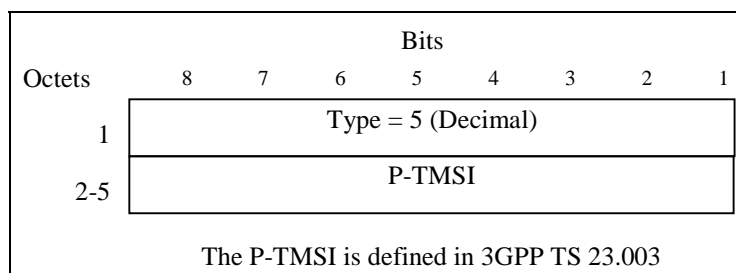 Bits
Octets 8 7 6 5 4 3 2 1
1 Type = 5 (Decimal)
2-5 P-TMSI
The P-TMSI is defined in 3GPP TS 23.003